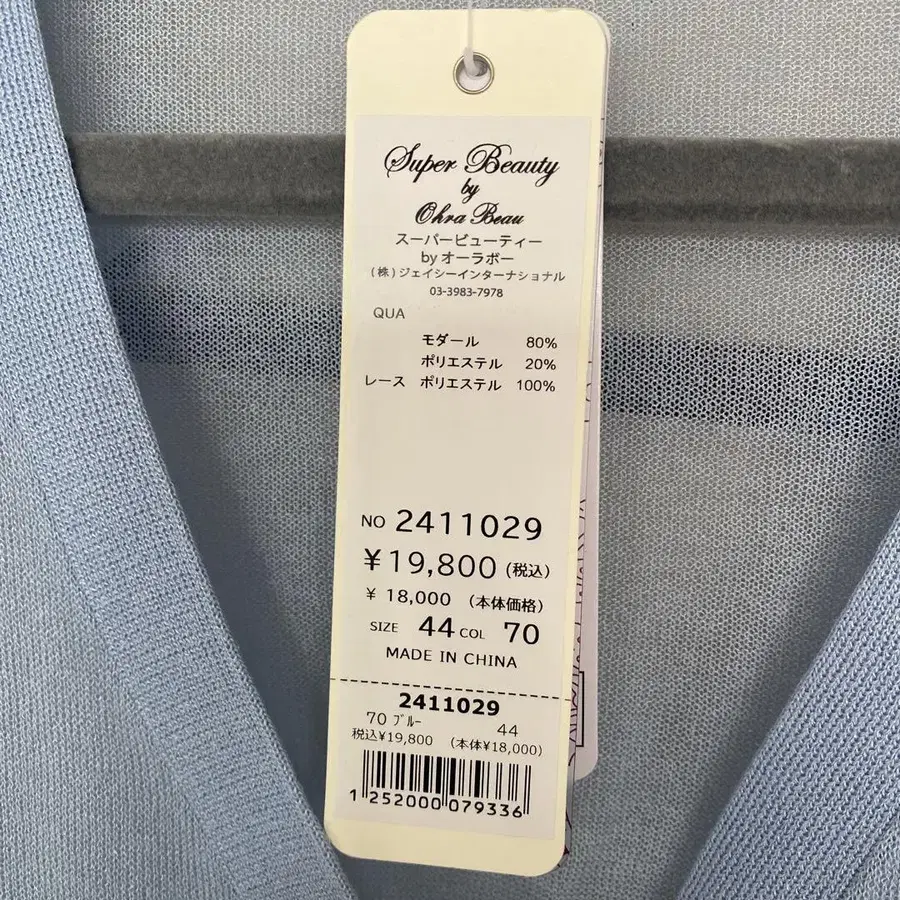 Super Beauty
by
Ohra Beau
スーパービューティー
by オーラボー
(株)ジェイシーインターナショナル
03-3983-7978
QUA
モダール 80%
ポリエステル 20%
レース ポリエステル 100%
NO 2411029
¥19,800 (税込)
¥ 18,000 (本体価格)
SIZE 44 COL 70
MADE IN CHINA
2411029
70 ブルー 44
税込¥19,800 (本体¥18,000)
1 252000 079336